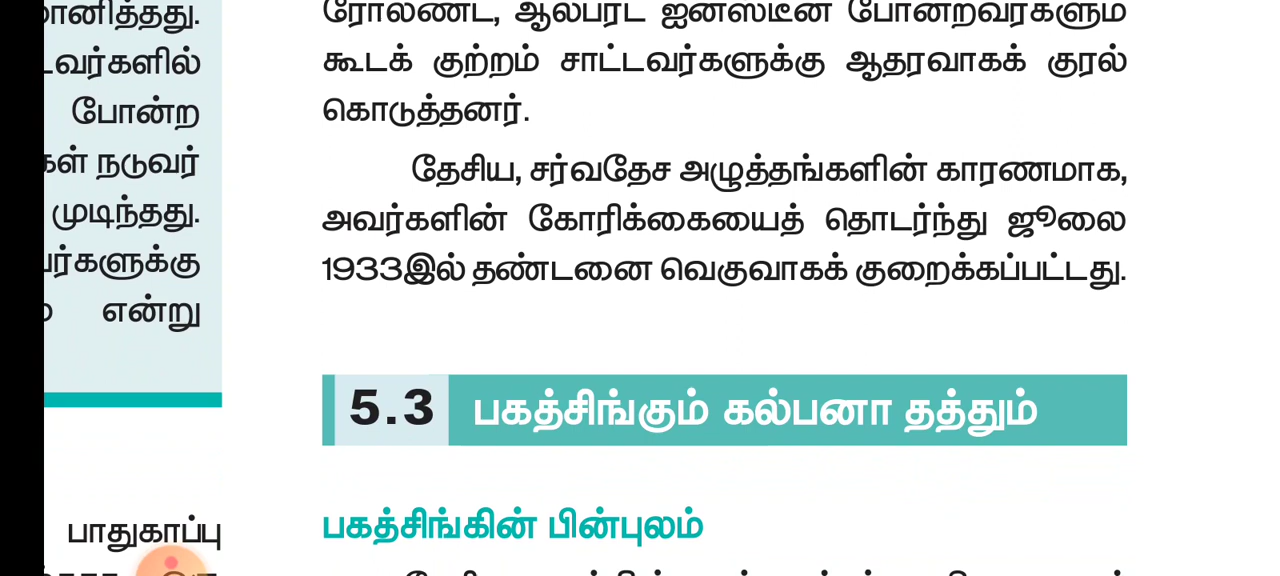 மானித்தது.
டவர்களில்
போன்ற
கள் நடுவர்
முடிந்தது.
வர்களுக்கு
என்று
பாதுகாப்பு
ரோலண்ட், ஆல்பர்ட் ஐன்ஸ்டீன் போன்றவர்களும்
கூடக் குற்றம் சாட்டவர்களுக்கு ஆதரவாகக் குரல்
கொடுத்தனர்.
தேசிய, சர்வதேச அழுத்தங்களின் காரணமாக,
அவர்களின் கோரிக்கையைத் தொடர்ந்து ஜூலை
1933இல் தண்டனை வெகுவாகக் குறைக்கப்பட்டது.
5.3 பகத்சிங்கும் கல்பனா தத்தும்
பகத்சிங்கின் பின்புலம்